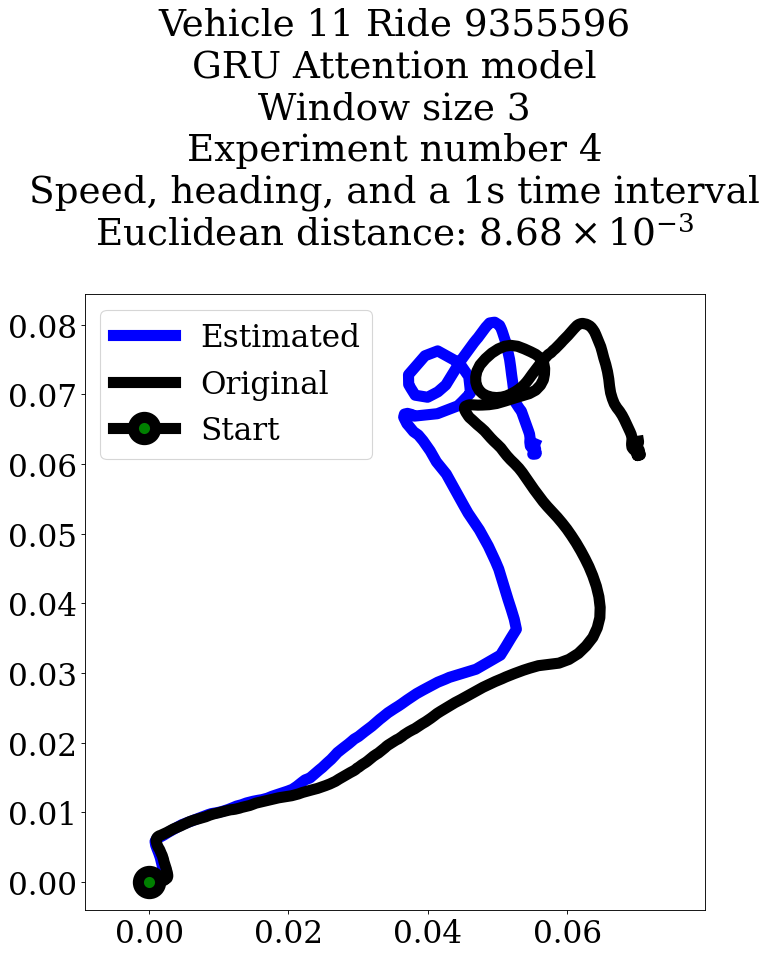 Vehicle 11 Ride 9355596
GRU Attention model
Window size 3
Experiment number 4
Speed, heading, and a 1s time interval
Euclidean distance: 8.68 × 10⁻³
Estimated
Original
Start
0.08
0.07
0.06
0.05
0.04
0.03
0.02
0.01
0.00
0.00 0.02 0.04 0.06